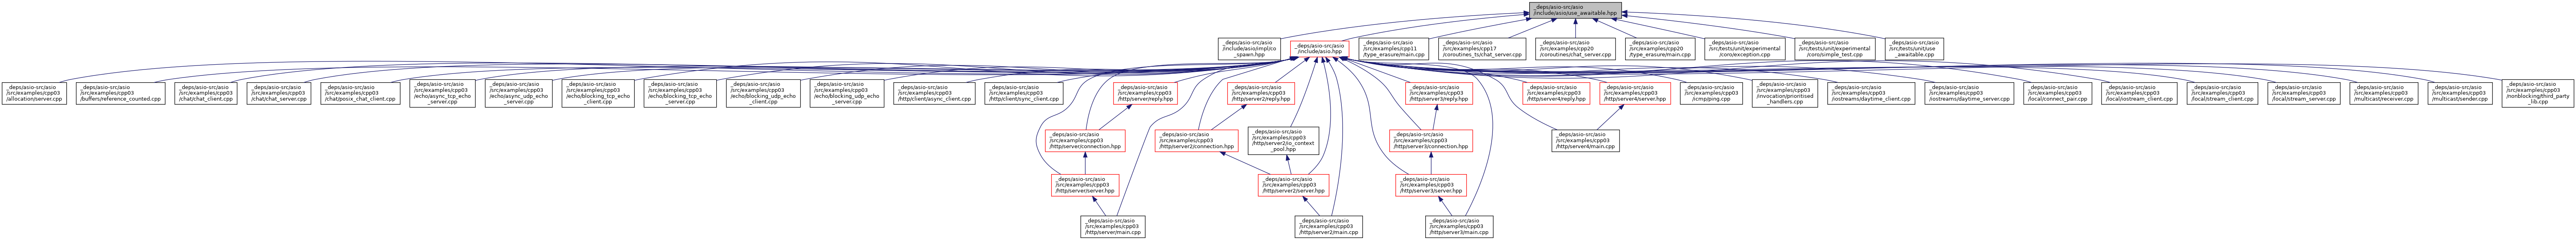 _deps/asio-src/asio
/include/asio/use_awaitable.hpp
_deps/asio-src/asio
/include/asio/impl/co
_spawn.hpp
_deps/asio-src/asio
/include/asio.hpp
_deps/asio-src/asio
/src/examples/cpp11
/type_erasure/main.cpp
_deps/asio-src/asio
/src/examples/cpp17
/coroutines_ts/chat_server.cpp
_deps/asio-src/asio
/src/examples/cpp20
/coroutines/chat_server.cpp
_deps/asio-src/asio
/src/examples/cpp20
/type_erasure/main.cpp
_deps/asio-src/asio
/src/tests/unit/experimental
/coro/exception.cpp
_deps/asio-src/asio
/src/tests/unit/experimental
/coro/simple_test.cpp
_deps/asio-src/asio
/src/tests/unit/use
_awaitable.cpp
_deps/asio-src/asio
/src/examples/cpp03
/allocation/server.cpp
_deps/asio-src/asio
/src/examples/cpp03
/buffers/reference_counted.cpp
_deps/asio-src/asio
/src/examples/cpp03
/chat/chat_client.cpp
_deps/asio-src/asio
/src/examples/cpp03
/chat/chat_server.cpp
_deps/asio-src/asio
/src/examples/cpp03
/chat/posix_chat_client.cpp
_deps/asio-src/asio
/src/examples/cpp03
/echo/async_tcp_echo
_server.cpp
_deps/asio-src/asio
/src/examples/cpp03
/echo/async_udp_echo
_server.cpp
_deps/asio-src/asio
/src/examples/cpp03
/echo/blocking_tcp_echo
_client.cpp
_deps/asio-src/asio
/src/examples/cpp03
/echo/blocking_tcp_echo
_server.cpp
_deps/asio-src/asio
/src/examples/cpp03
/echo/blocking_udp_echo
_client.cpp
_deps/asio-src/asio
/src/examples/cpp03
/echo/blocking_udp_echo
_server.cpp
_deps/asio-src/asio
/src/examples/cpp03
/http/client/async_client.cpp
_deps/asio-src/asio
/src/examples/cpp03
/http/client/sync_client.cpp
_deps/asio-src/asio
/src/examples/cpp03
/http/server/reply.hpp
_deps/asio-src/asio
/src/examples/cpp03
/http/server2/reply.hpp
_deps/asio-src/asio
/src/examples/cpp03
/http/server3/reply.hpp
_deps/asio-src/asio
/src/examples/cpp03
/http/server4/reply.hpp
_deps/asio-src/asio
/src/examples/cpp03
/http/server4/server.hpp
_deps/asio-src/asio
/src/examples/cpp03
/icmp/ping.cpp
_deps/asio-src/asio
/src/examples/cpp03
/invocation/prioritised
_handlers.cpp
_deps/asio-src/asio
/src/examples/cpp03
/iostreams/daytime_client.cpp
_deps/asio-src/asio
/src/examples/cpp03
/iostreams/daytime_server.cpp
_deps/asio-src/asio
/src/examples/cpp03
/local/connect_pair.cpp
_deps/asio-src/asio
/src/examples/cpp03
/local/iostream_client.cpp
_deps/asio-src/asio
/src/examples/cpp03
/local/stream_client.cpp
_deps/asio-src/asio
/src/examples/cpp03
/local/stream_server.cpp
_deps/asio-src/asio
/src/examples/cpp03
/multicast/receiver.cpp
_deps/asio-src/asio
/src/examples/cpp03
/multicast/sender.cpp
_deps/asio-src/asio
/src/examples/cpp03
/nonblocking/third_party
_lib.cpp
_deps/asio-src/asio
/src/examples/cpp03
/http/server/connection.hpp
_deps/asio-src/asio
/src/examples/cpp03
/http/server2/connection.hpp
_deps/asio-src/asio
/src/examples/cpp03
/http/server2/io_context
_pool.hpp
_deps/asio-src/asio
/src/examples/cpp03
/http/server3/connection.hpp
_deps/asio-src/asio
/src/examples/cpp03
/http/server4/main.cpp
_deps/asio-src/asio
/src/examples/cpp03
/http/server/server.hpp
_deps/asio-src/asio
/src/examples/cpp03
/http/server2/server.hpp
_deps/asio-src/asio
/src/examples/cpp03
/http/server3/server.hpp
_deps/asio-src/asio
/src/examples/cpp03
/http/server/main.cpp
_deps/asio-src/asio
/src/examples/cpp03
/http/server2/main.cpp
_deps/asio-src/asio
/src/examples/cpp03
/http/server3/main.cpp